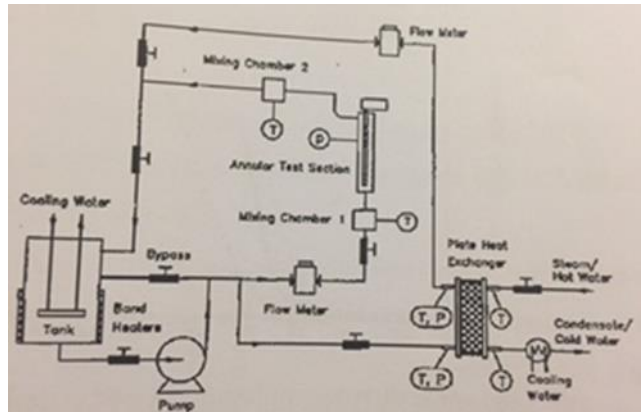 Flow Meter
Mixing Chamber 2
T
P
Annular Test Section
Cooling Water
Mixing Chamber 1
T
Bypass
Plate Heat
Exchanger
Steam/
Hot Water
Flow Meter
T, P
T
Tank
Band
Heaters
Condensate/
Cold Water
T, P
T
Cooling
Water
Pump